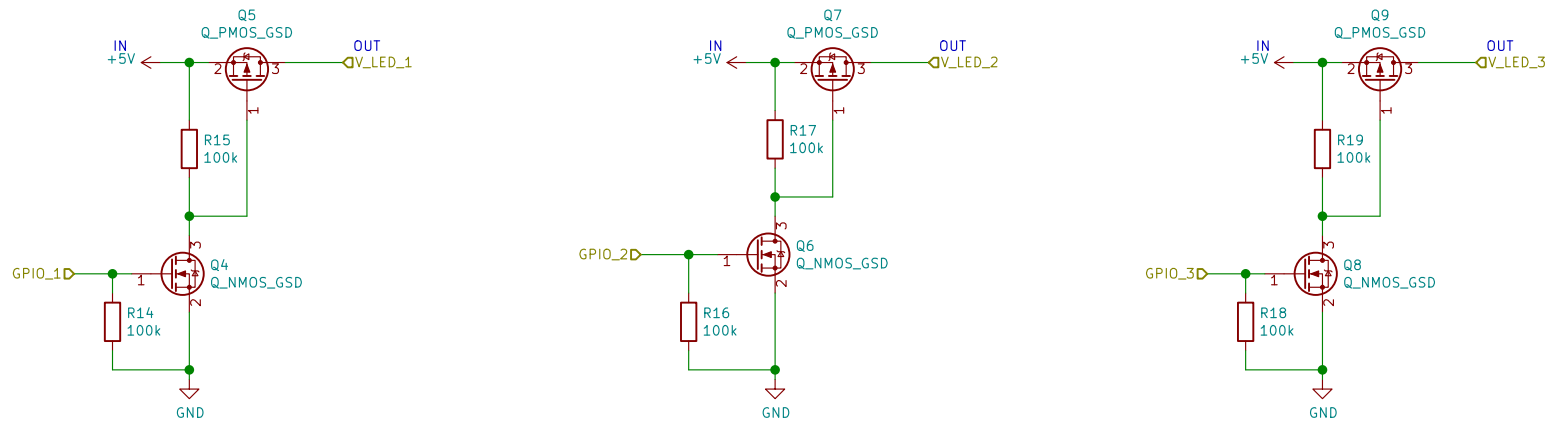 Q5
Q_PMOS_GSD
IN
+5V
OUT
V_LED_1
2
3
1
R15
100k
3
GPIO_1
1
Q4
Q_NMOS_GSD
2
R14
100k
GND
Q7
Q_PMOS_GSD
IN
+5V
OUT
V_LED_2
2
3
1
R17
100k
3
GPIO_2
1
Q6
Q_NMOS_GSD
2
R16
100k
GND
Q9
Q_PMOS_GSD
IN
+5V
OUT
V_LED_3
2
3
1
R19
100k
3
GPIO_3
1
Q8
Q_NMOS_GSD
2
R18
100k
GND